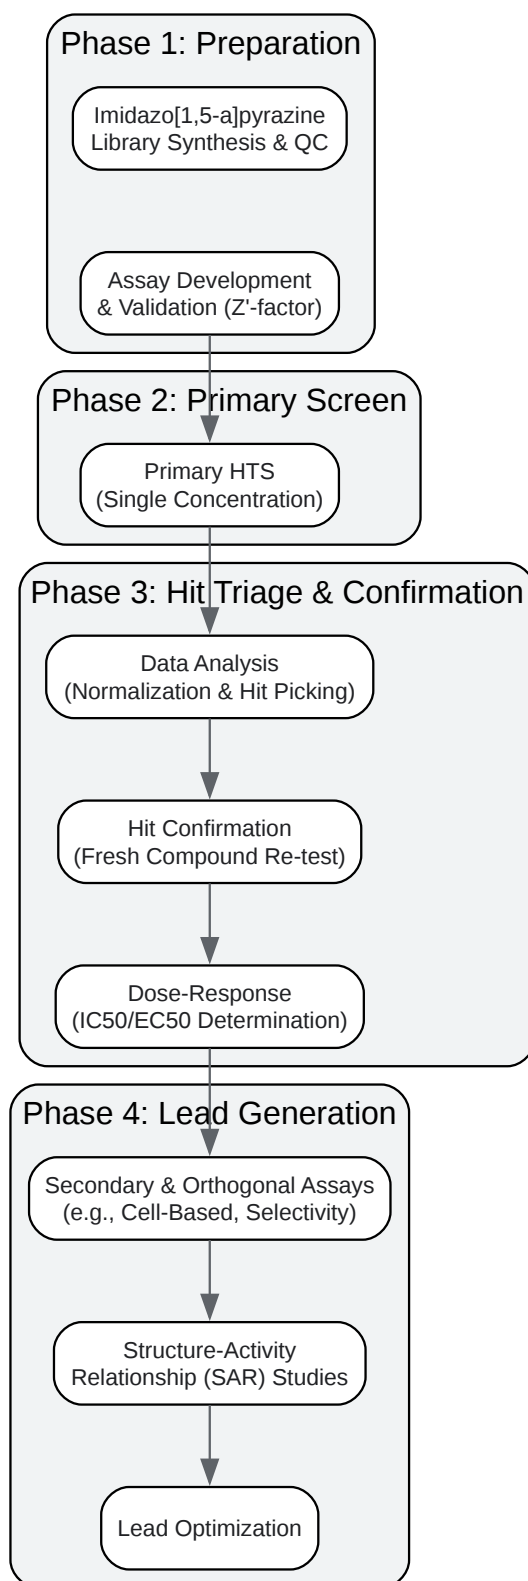 Phase 1: Preparation
Imidazo[1,5-a]pyrazine
Library Synthesis & QC
Assay Development
& Validation (Z'-factor)
Phase 2: Primary Screen
Primary HTS
(Single Concentration)
Phase 3: Hit Triage & Confirmation
Data Analysis
(Normalization & Hit Picking)
Hit Confirmation
(Fresh Compound Re-test)
Dose-Response
(IC50/EC50 Determination)
Phase 4: Lead Generation
Secondary & Orthogonal Assays
(e.g., Cell-Based, Selectivity)
Structure-Activity
Relationship (SAR) Studies
Lead Optimization